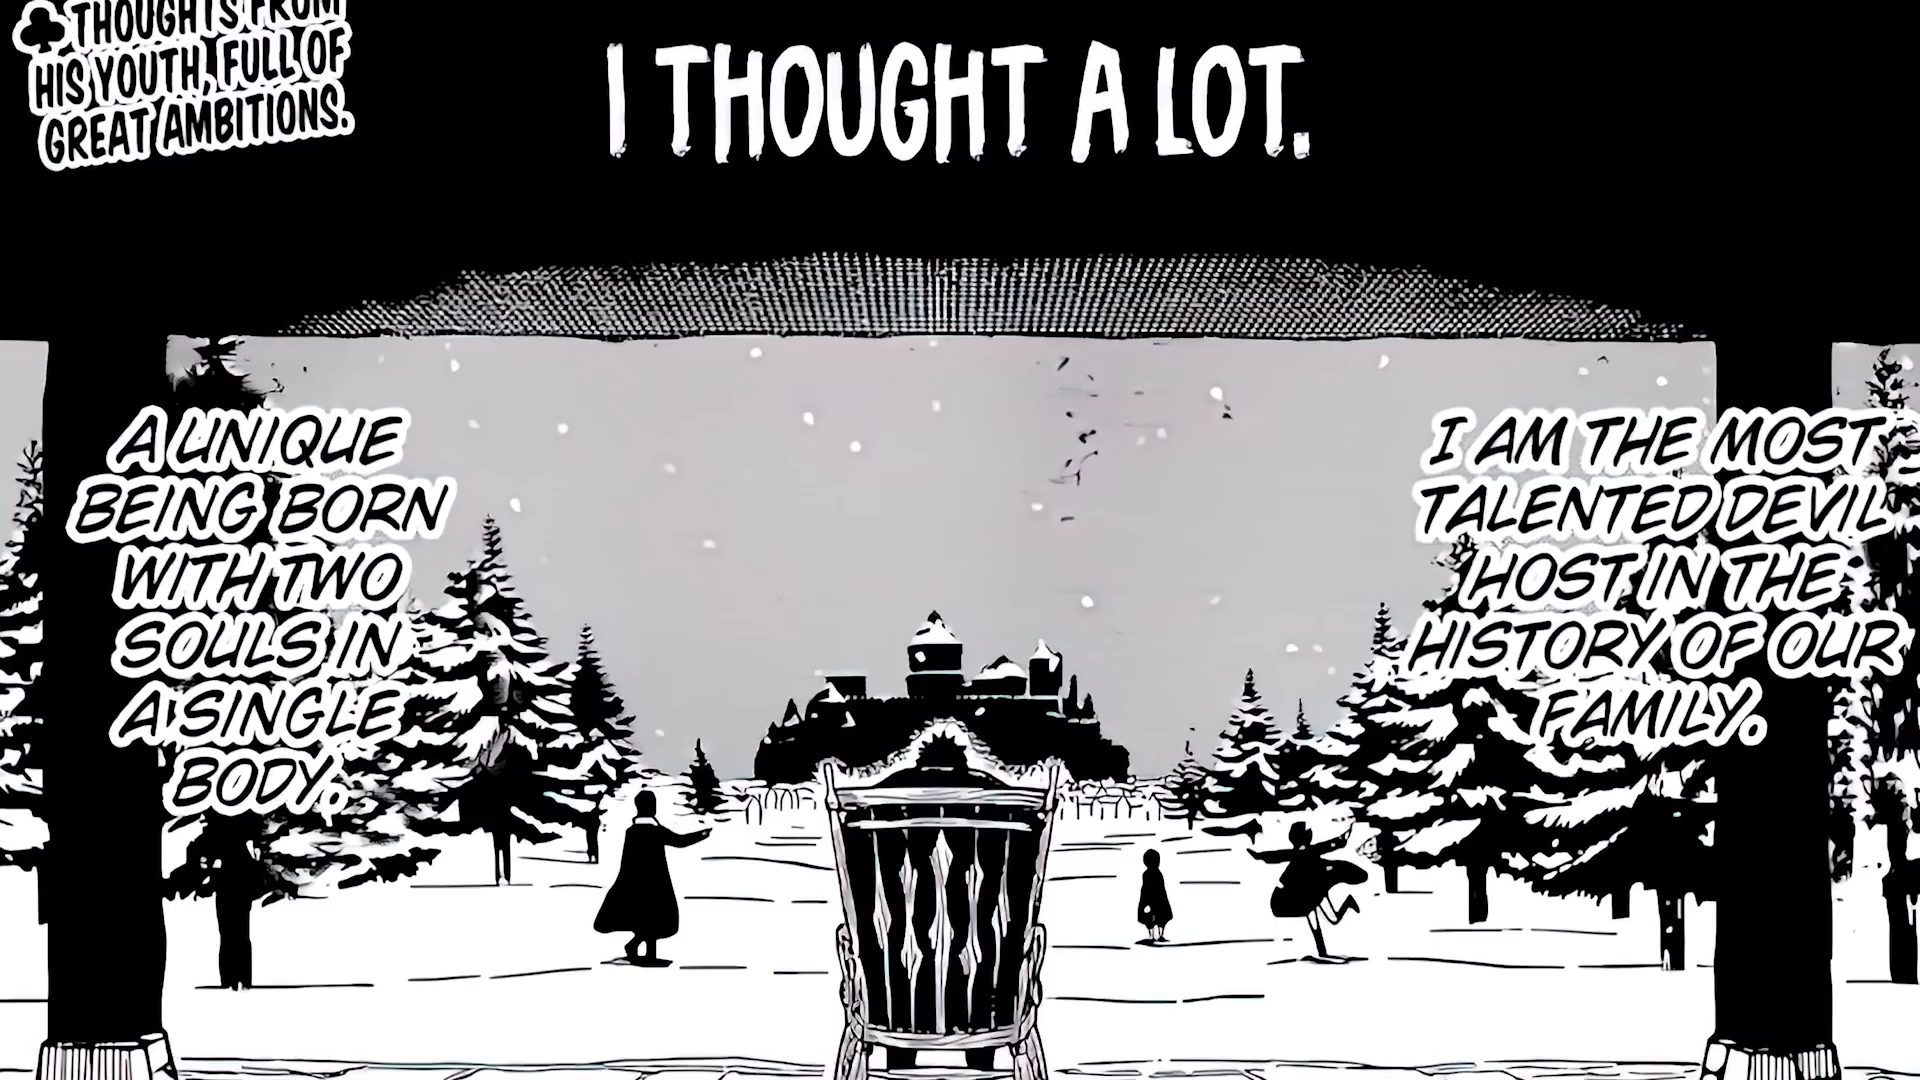 THOUGHTS FROM
HIS YOUTH, FULL OF
GREAT AMBITIONS.
I THOUGHT A LOT.
A UNIQUE
BEING BORN
WITH TWO
SOULS IN
A SINGLE
BODY.
I AM THE MOST
TALENTED DEVIL
HOST IN THE
HISTORY OF OUR
FAMILY.